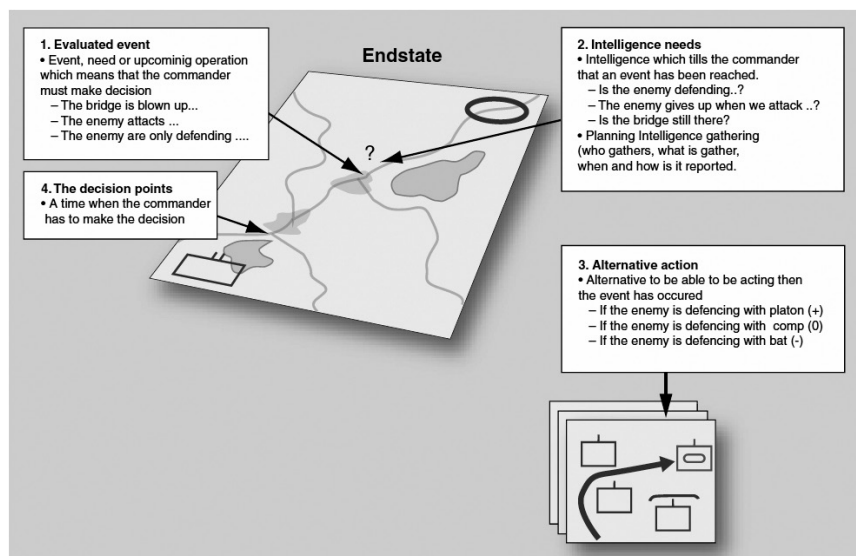 1. Evaluated event
• Event, need or upcoming operation
which means that the commander
must make decision
– The bridge is blown up...
– The enemy attacts ...
– The enemy are only defending ....
Endstate
2. Intelligence needs
• Intelligence which tills the commander
that an event has been reached.
– Is the enemy defending..?
– The enemy gives up when we attack ..?
– Is the bridge still there?
• Planning Intelligence gathering
(who gathers, what is gather,
when and how is it reported.
?
4. The decision points
• A time when the commander
has to make the decision
3. Alternative action
• Alternative to be able to be acting then
the event has occured
– If the enemy is defencing with platon (+)
– If the enemy is defencing with comp (0)
– If the enemy is defencing with bat (-)